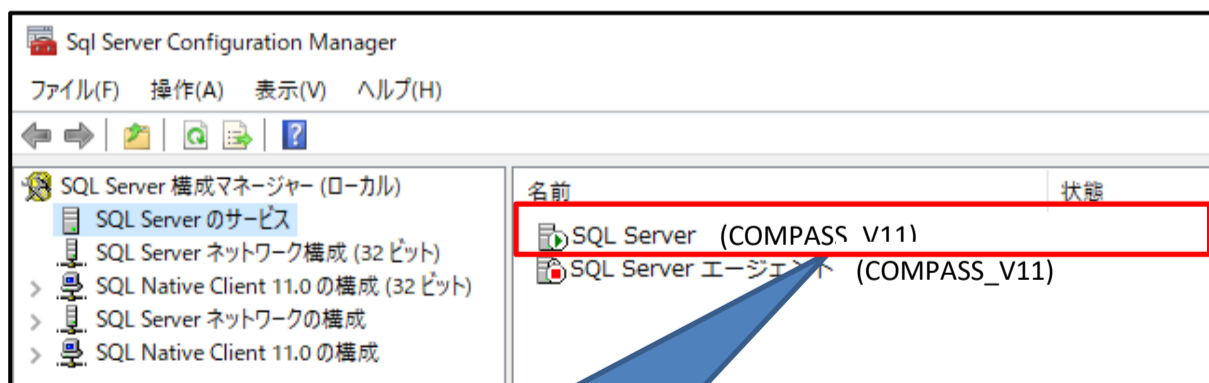 Sql Server Configuration Manager
ファイル(F) 操作(A) 表示(V) ヘルプ(H)
SQL Server 構成マネージャー (ローカル)
SQL Server のサービス
SQL Server ネットワーク構成 (32 ビット)
SQL Native Client 11.0 の構成 (32 ビット)
SQL Server ネットワークの構成
SQL Native Client 11.0 の構成
名前 状態
SQL Server (COMPASS_V11)
SQL Server エージェント (COMPASS_V11)